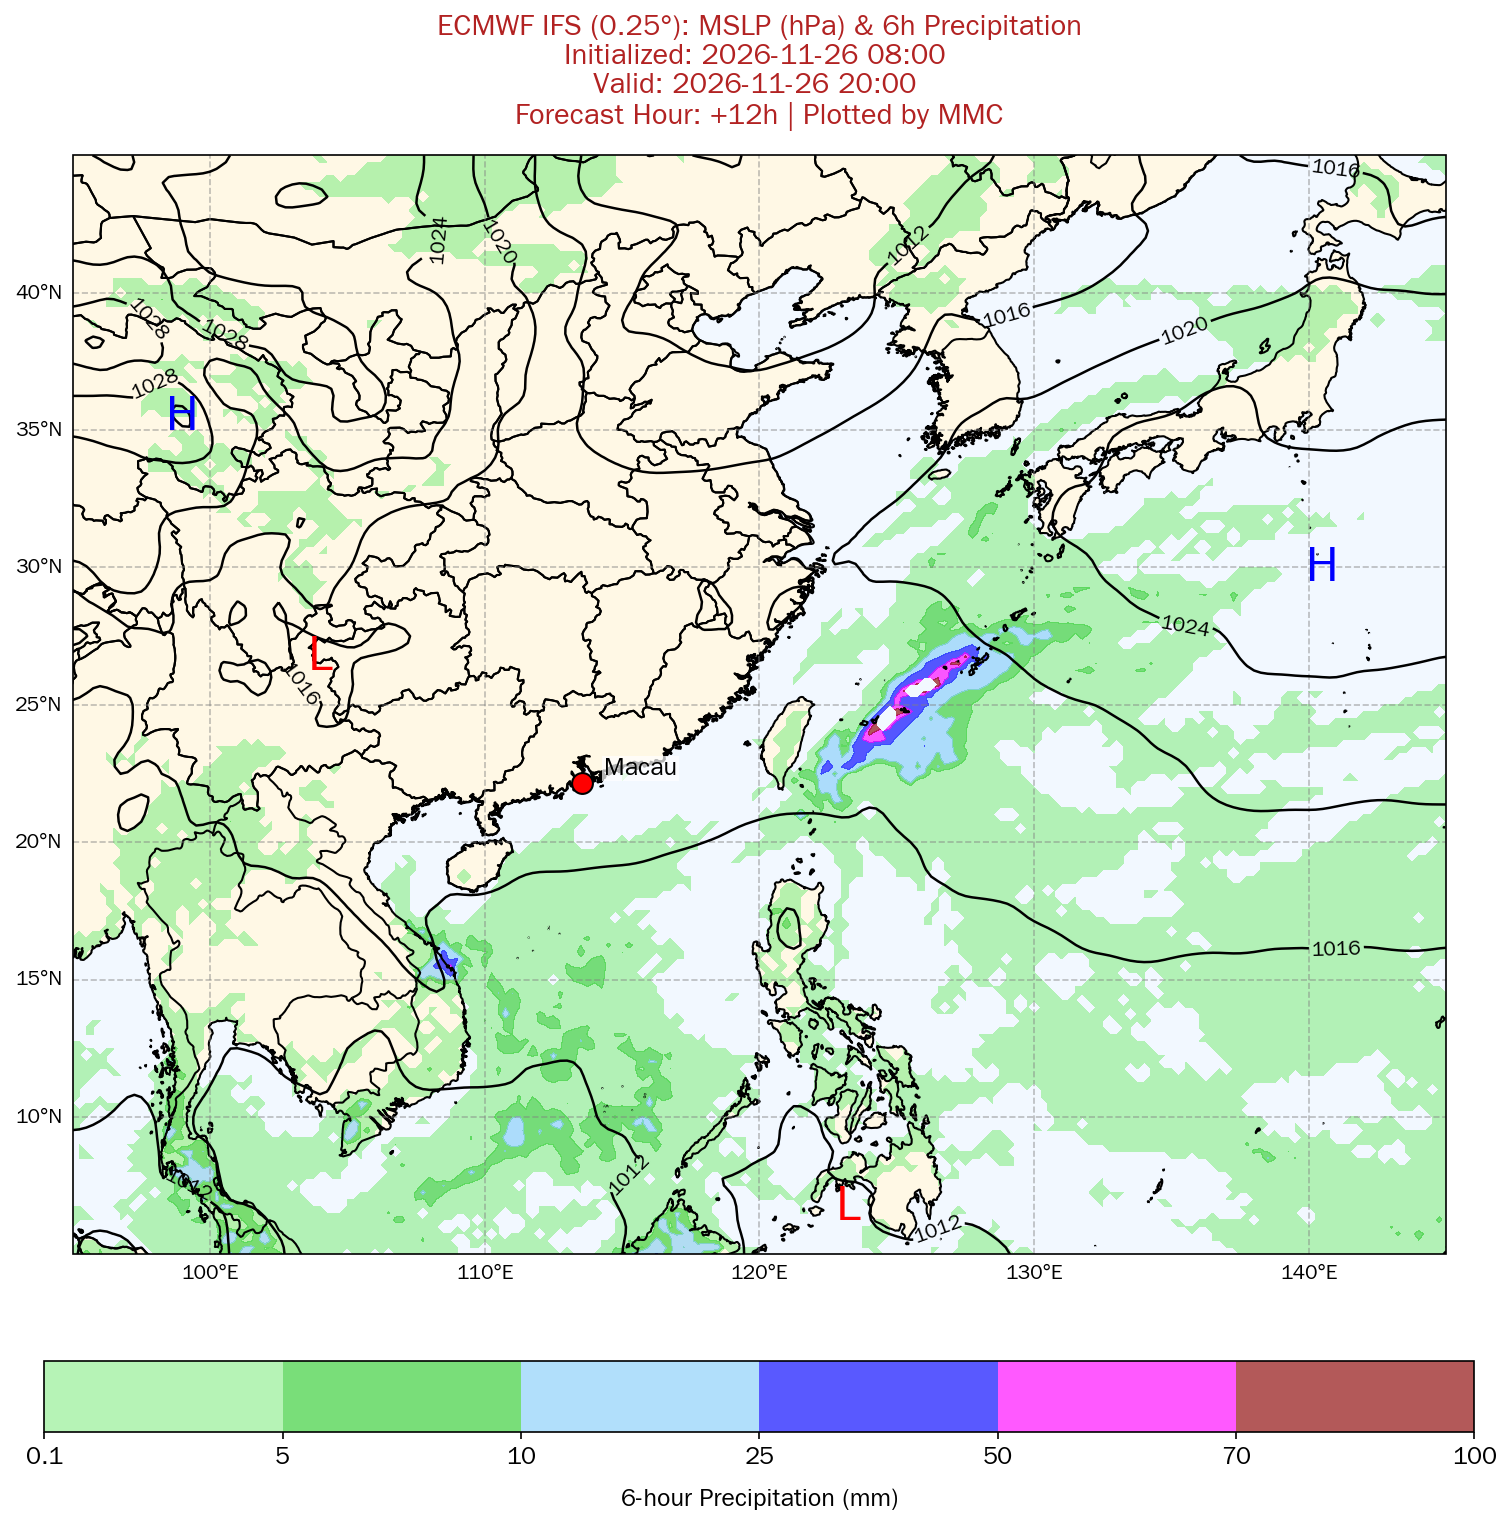 ECMWF IFS (0.25°): MSLP (hPa) & 6h Precipitation
Initialized: 2026-11-26 08:00
Valid: 2026-11-26 20:00
Forecast Hour: +12h | Plotted by MMC
1016
1024
1020
1012
40°N
1028
1028
1016
1020
1028
H
H
35°N
30°N
H
1024
L
1016
25°N
Macau
20°N
1016
15°N
10°N
1012
1012
L
1012
100°E
110°E
120°E
130°E
140°E
0.1
5
10
25
50
70
100
6-hour Precipitation (mm)